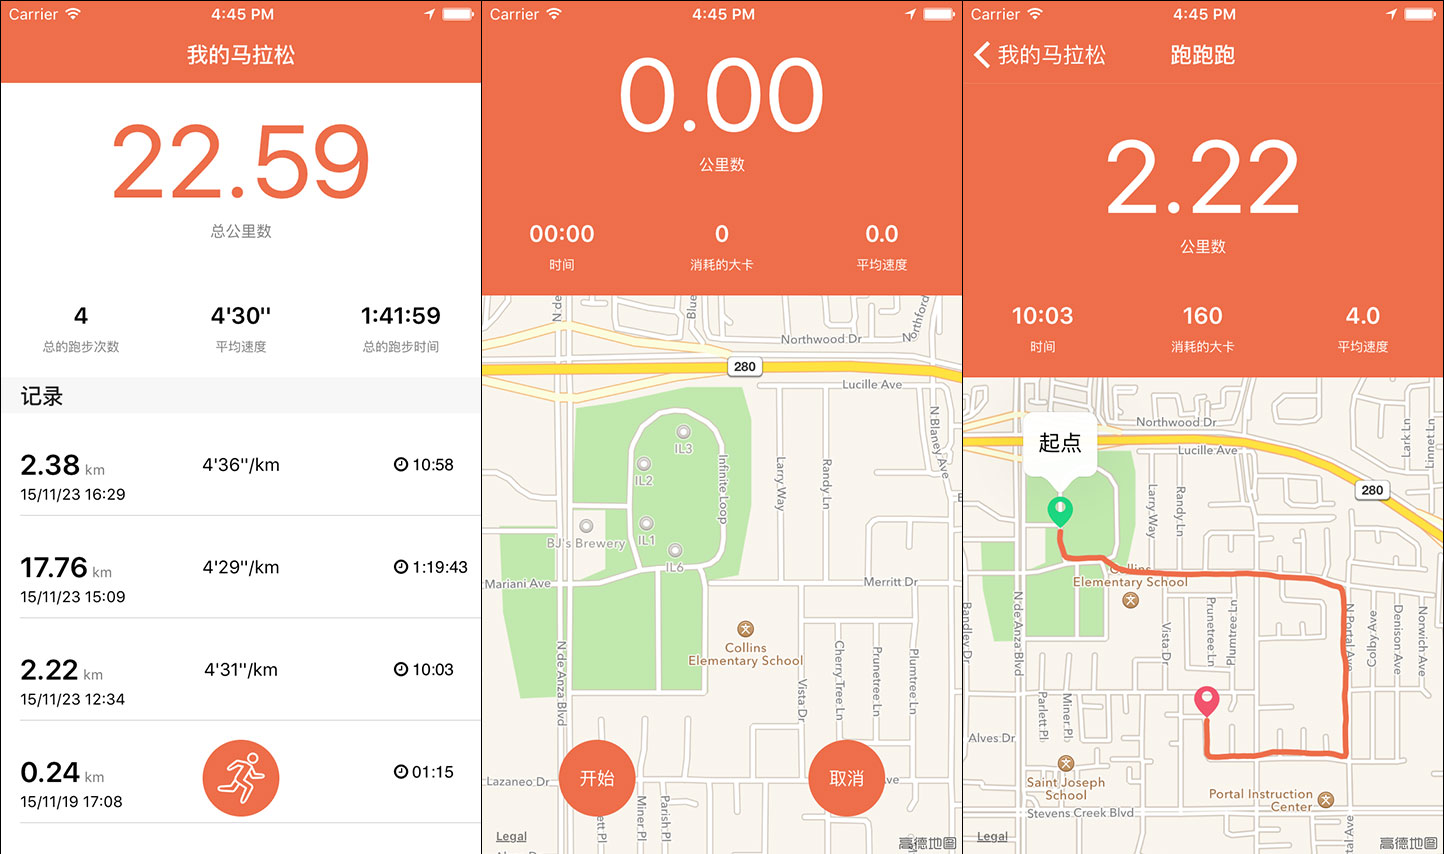 Carrier 4:45 PM
我的马拉松
22.59
总公里数
4 4'30'' 1:41:59
总的跑步次数 平均速度 总的跑步时间
记录
2.38 km 4'36''/km 10:58
15/11/23 16:29
17.76 km 4'29''/km 1:19:43
15/11/23 15:09
2.22 km 4'31''/km 10:03
15/11/23 12:34
0.24 km 01:15
15/11/19 17:08
Carrier 4:45 PM
0.00
公里数
00:00 0 0.0
时间 消耗的大卡 平均速度
N de
Blue
Northford
Northwood Dr
280
Lucille Ave
N Blaney Ave
IL3
IL2
Infinite Loop
Larry Way
Randy Ln
BJ's Brewery
IL1
IL6
Mariani Ave
Merritt Dr
Collins
Elementary School
N de Anza Blvd
Vista Dr
Cherry Tree Ln
Prunetree Ln
Plumtree Ln
Lazaneo Dr
开始
取消
ve
ett Pl
Miner Pl
Parish Pl
Legal
高德地图
Carrier 4:45 PM
我的马拉松 跑跑跑
2.22
公里数
10:03 160 4.0
时间 消耗的大卡 平均速度
Northwood Dr
Lucille Ave
Lark Ln
Linnet Ln
起点
280
Larry Way
Randy Ln
Collins
Elementary School
Bandley Dr
N de Anza Blvd
Vista Dr
Prunetree Ln
Plumtree Ln
N Portal Ave
Colby Ave
Denison Ave
Norwich Ave
Parlett Pl
Miner Pl
Alves Dr
Saint Joseph
School
Portal Instruction
Center
Stevens Creek Blvd
Portal Ave
Legal
高德地图